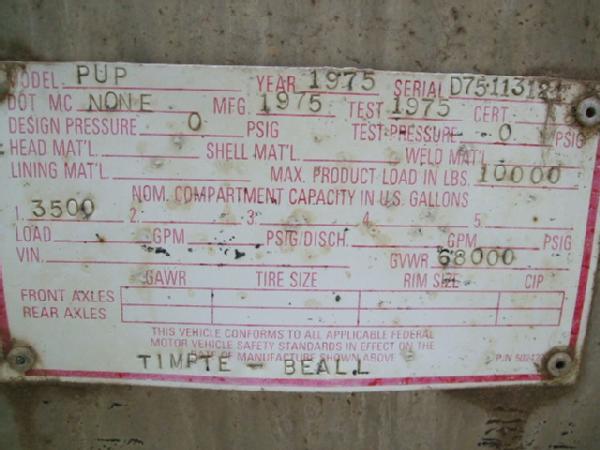 MODEL PUP YEAR 1975 SERIAL
DOT MC NONE MFG. 1975 TEST 1975 CERT.
DESIGN PRESSURE 0 PSIG TEST PRESSURE 0 PSIG
HEAD MAT'L SHELL MAT'L WELD MAT'L
LINING MAT'L MAX. PRODUCT LOAD IN LBS. 10000
NOM. COMPARTMENT CAPACITY IN U.S. GALLONS
1. 3500 2. 3. 4. 5.
LOAD GPM PSIG/DISCH. GPM PSIG
VIN. GVWR 68000
GAWR TIRE SIZE RIM SIZE CIP
FRONT AXLES
REAR AXLES
THIS VEHICLE CONFORMS TO ALL APPLICABLE FEDERAL
MOTOR VEHICLE SAFETY STANDARDS IN EFFECT ON THE
DATE OF MANUFACTURE SHOWN ABOVE P/N
TIMPTE - BEALL